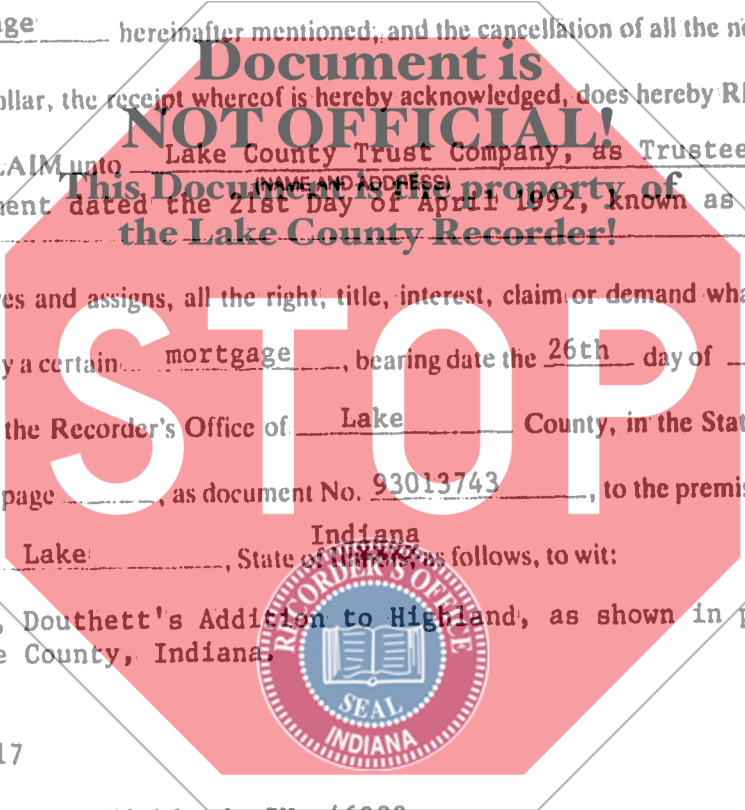 age hereinafter mentioned, and the cancellation of all the no
Document is
ollar, the receipt whereof is hereby acknowledged, does hereby RE
NOT OFFICIAL!
LAIM unto Lake County Trust Company, as Trustee
(NAME AND ADDRESS)
This Document is the property of
ment dated the 21st Day of April 1992, known as
the Lake County Recorder!
es and assigns, all the right, title, interest, claim or demand wha
STOP
y a certain mortgage, bearing date the 26th day of
the Recorder's Office of Lake County, in the Stat
page , as document No. 93013743, to the premis
Indiana
Lake , State of Illinois, as follows, to wit:
, Douthett's Addition to Highland, as shown in p
e County, Indiana.
RECORDER'S OFFICE
SEAL
INDIANA
17